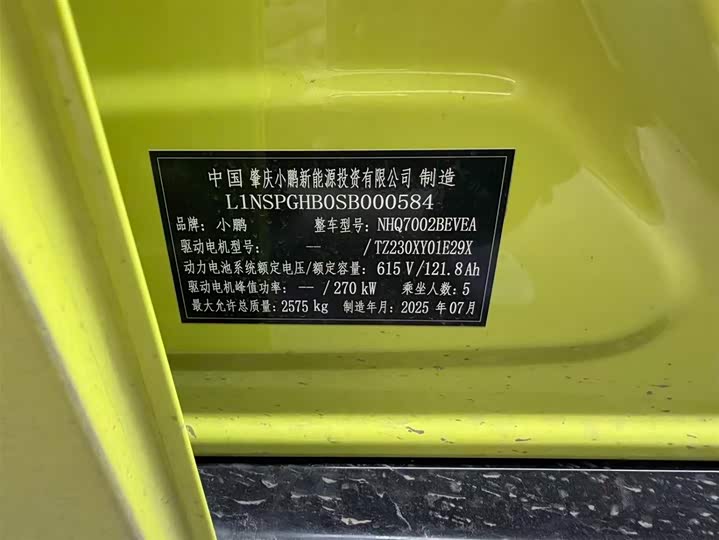 中国 肇庆小鹏新能源投资有限公司 制造
L1NSPGHB0SB000584
品牌: 小鹏 整车型号: NHQ7002BEVEA
驱动电机型号: -- /TZ230XY01E29X
动力电池系统额定电压/额定容量: 615 V/121.8Ah
驱动电机峰值功率: --/270 kW 乘坐人数: 5
最大允许总质量: 2575 kg 制造年月: 2025 年07月